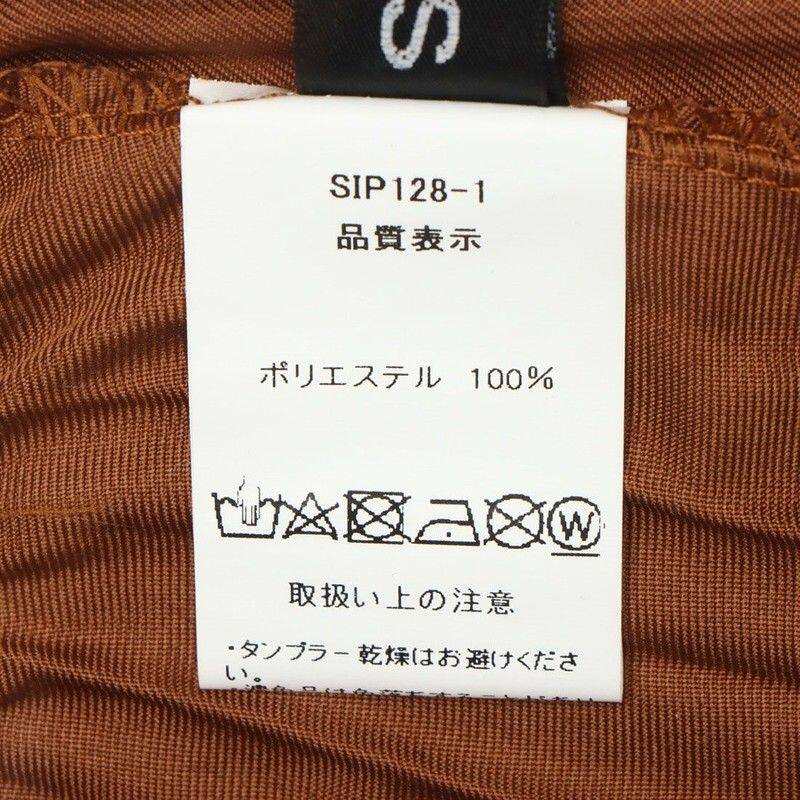 S
SIP128-1
品質表示
ポリエステル 100%
W
取扱い上の注意
・タンブラー乾燥はお避けくださ
い。